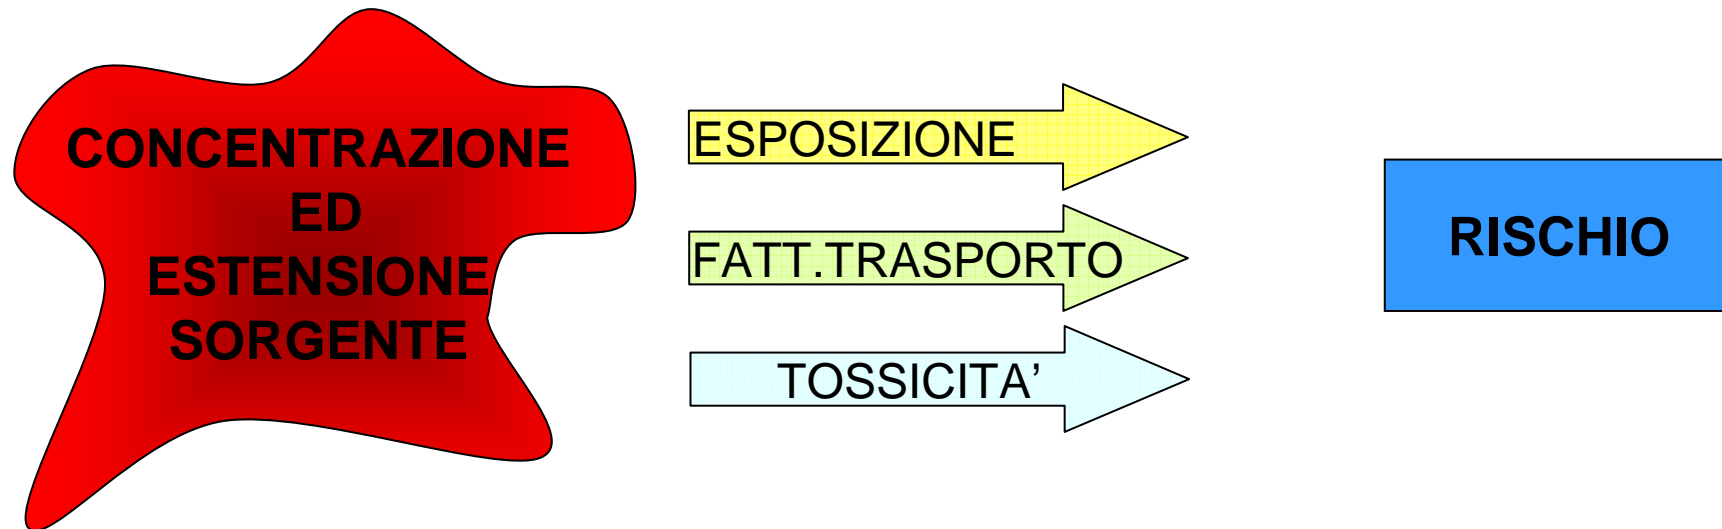 CONCENTRAZIONE
ED
ESTENSIONE
SORGENTE
ESPOSIZIONE
FATT.TRASPORTO
TOSSICITA’
RISCHIO